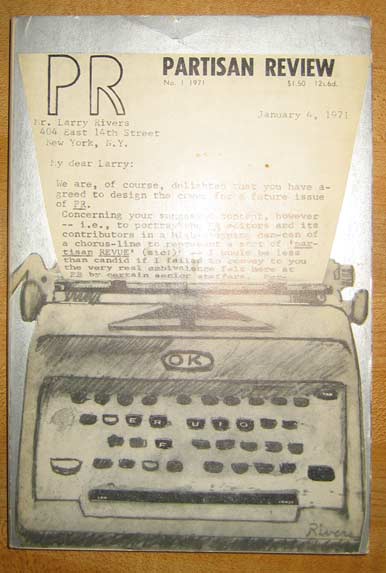 PR
PARTISAN REVIEW
No. 1 1971 $1.50 12s.6d.
January 1971
Mr. Larry Rivers
404 East 14th Street
New York, N.Y.
My dear Larry:
We are, of course, delighted that you have a-
greed to design the cover for a future issue
of PR.
Concerning your suggested content, however
-- i.e., to portray the PR editors and its
contributors in a can-can of
a chorus-line to represent a sort of "par-
tisan REVUE" (sic) I would be less
than candid if I failed to convey to you
the very real ambivalence felt here at
PR by certain senior staffers.
OK
E R U I O
F
Rivers